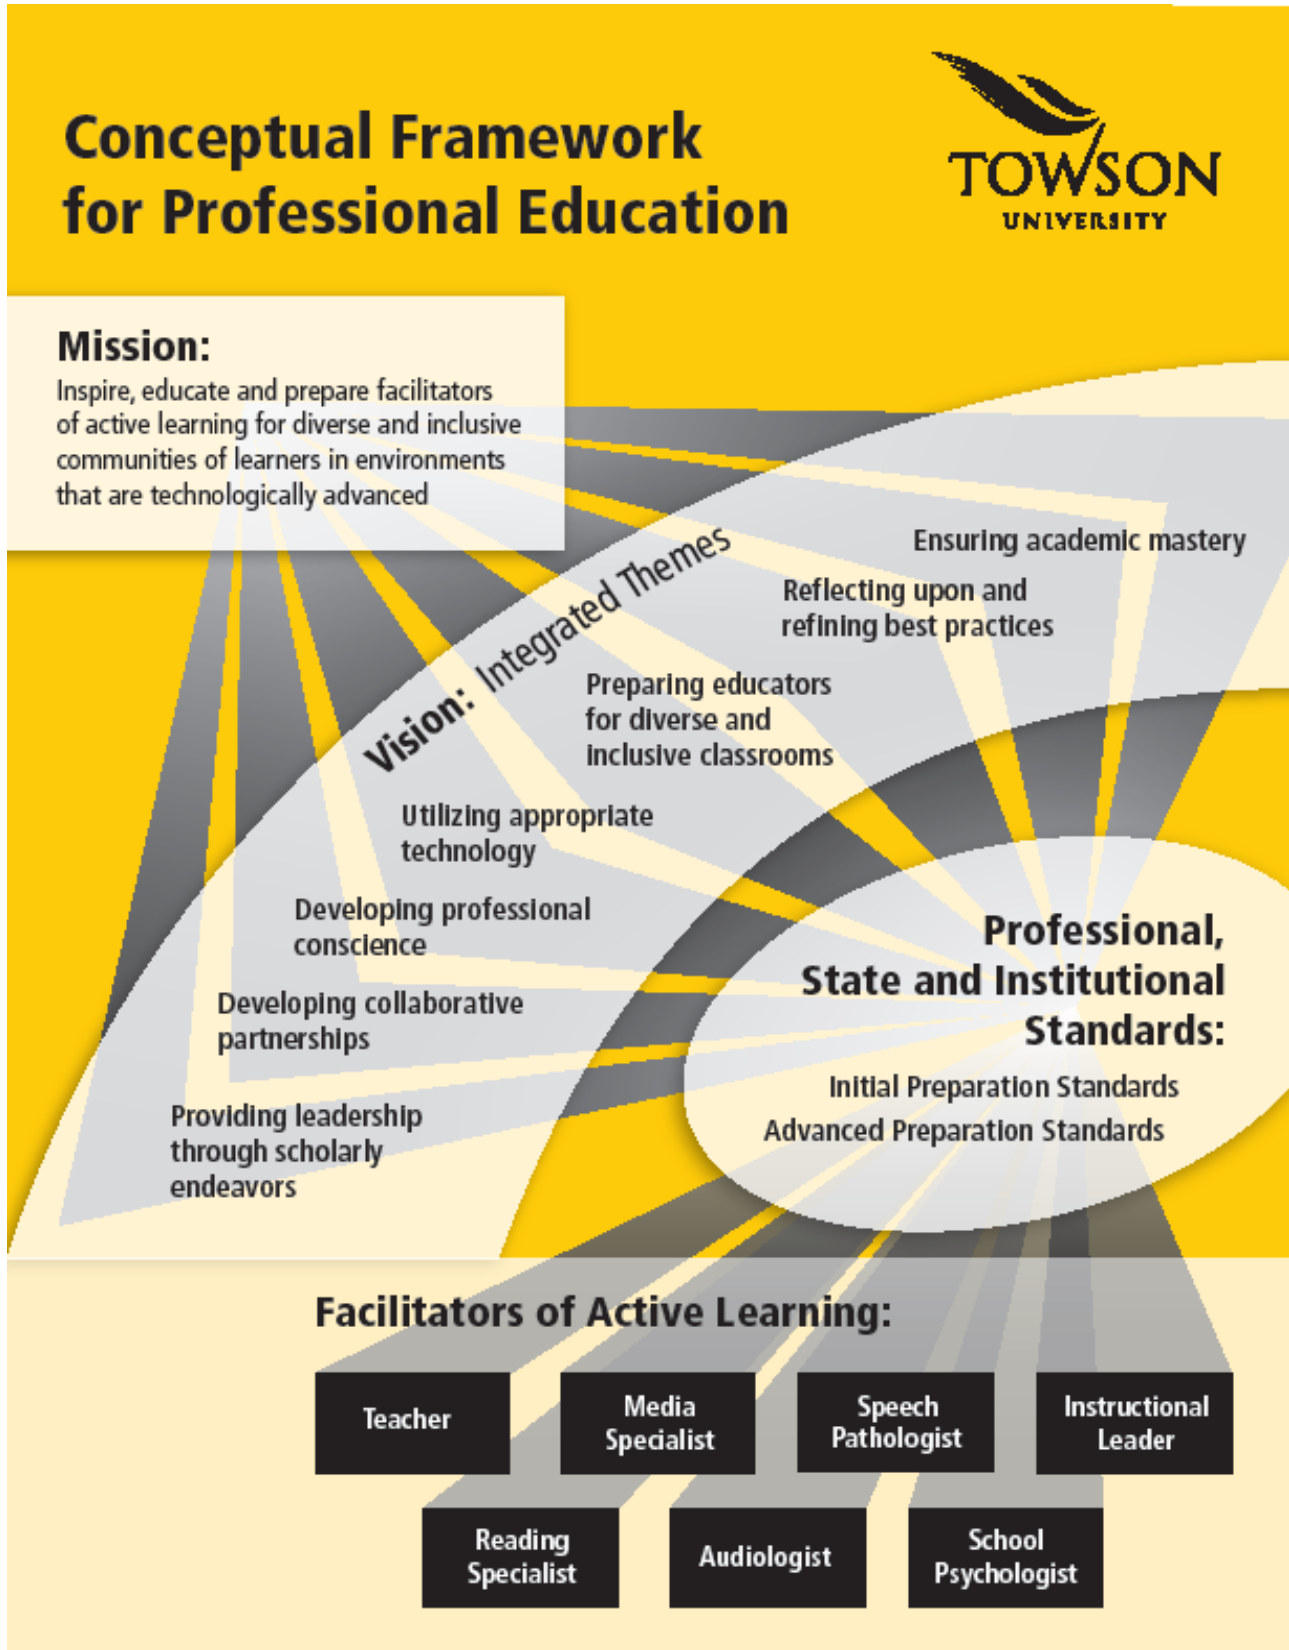 Conceptual Framework
for Professional Education
TOWSON
UNIVERSITY
Mission:
Inspire, educate and prepare facilitators
of active learning for diverse and inclusive
communities of learners in environments
that are technologically advanced
Vision: Integrated Themes
Ensuring academic mastery
Reflecting upon and
refining best practices
Preparing educators
for diverse and
inclusive classrooms
Utilizing appropriate
technology
Developing professional
conscience
Developing collaborative
partnerships
Providing leadership
through scholarly
endeavors
Professional,
State and Institutional
Standards:
Initial Preparation Standards
Advanced Preparation Standards
Facilitators of Active Learning:
Teacher
Media
Specialist
Speech
Pathologist
Instructional
Leader
Reading
Specialist
Audiologist
School
Psychologist